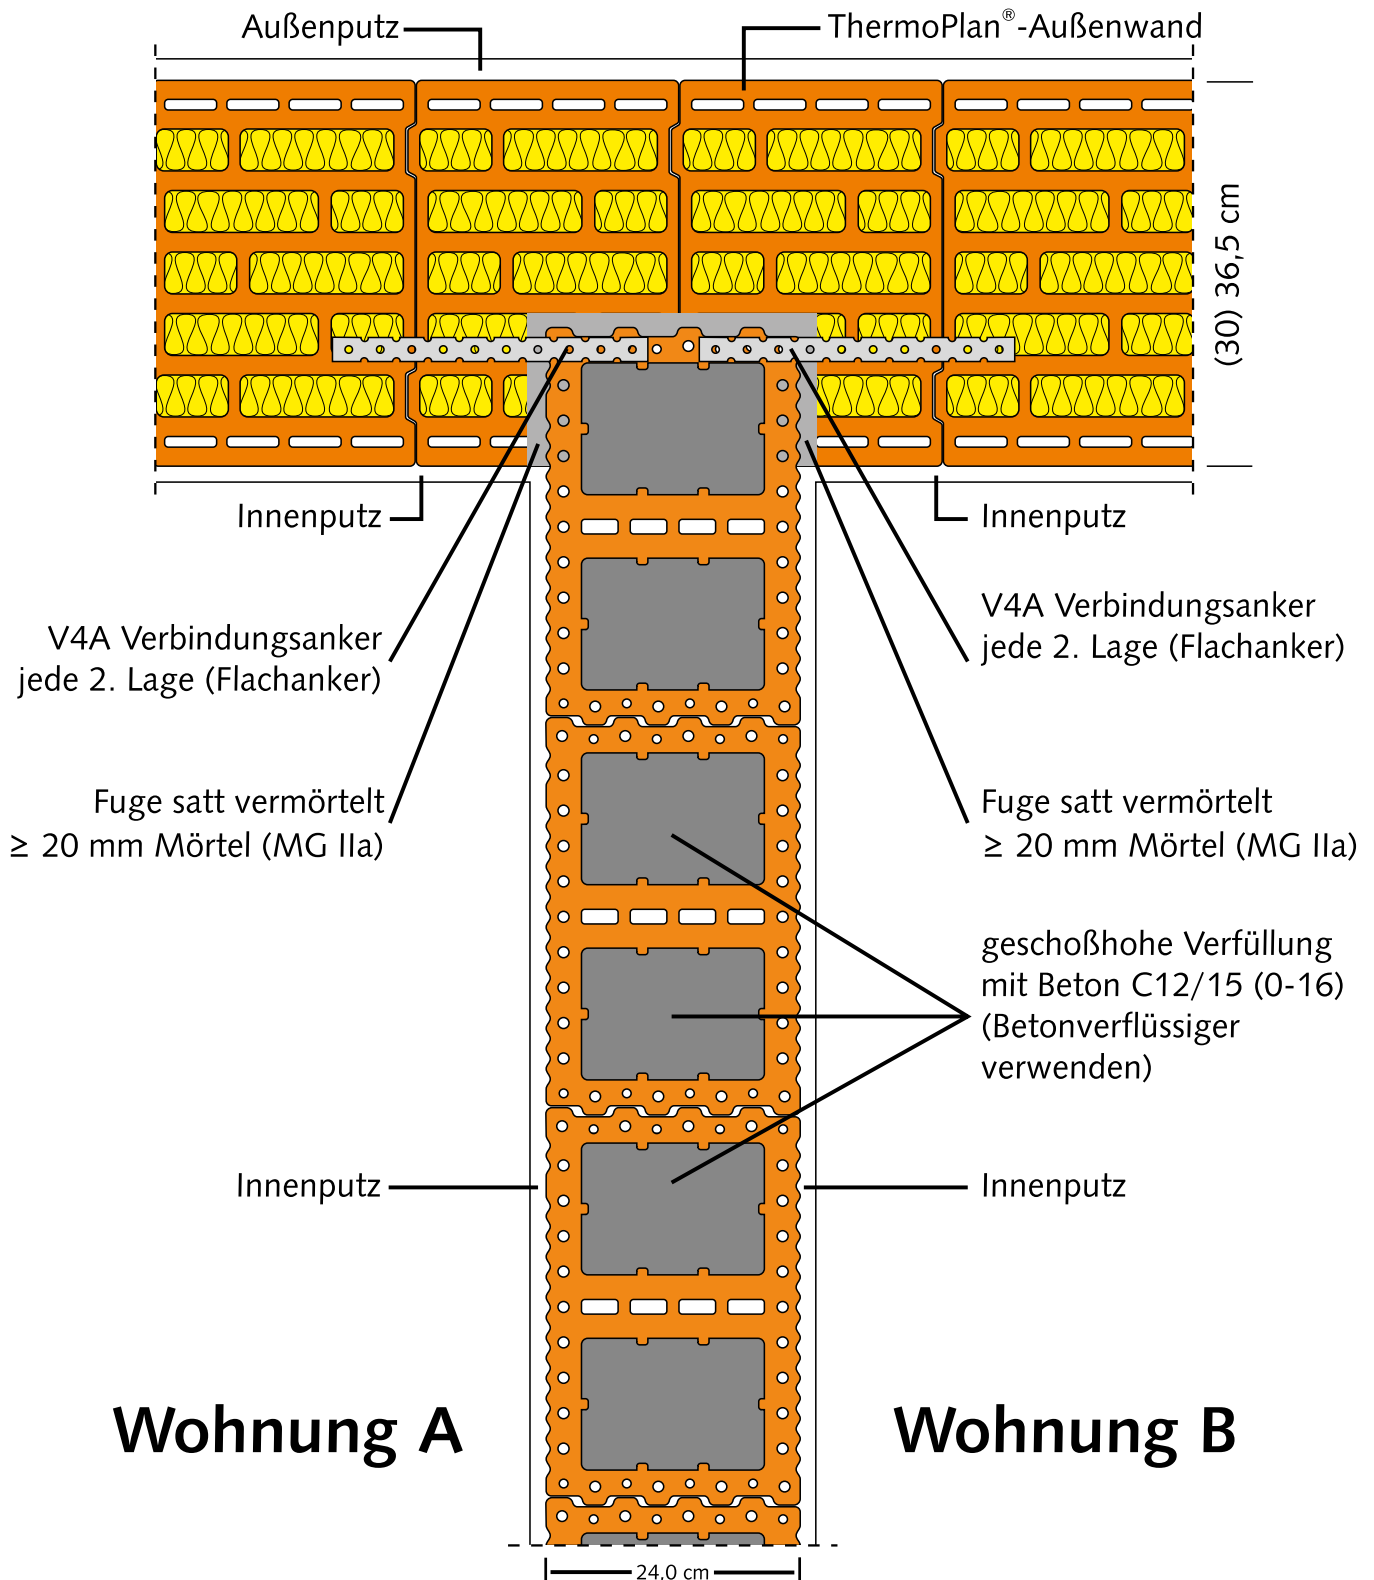 Außenputz
ThermoPlan®-Außenwand
(30) 36,5 cm
Innenputz
Innenputz
V4A Verbindungsanker
jede 2. Lage (Flachanker)
V4A Verbindungsanker
jede 2. Lage (Flachanker)
Fuge satt vermörtelt
≥ 20 mm Mörtel (MG IIa)
Fuge satt vermörtelt
≥ 20 mm Mörtel (MG IIa)
geschoßhohe Verfüllung
mit Beton C12/15 (0-16)
(Betonverflüssiger
verwenden)
Innenputz
Innenputz
Wohnung A
Wohnung B
24,0 cm